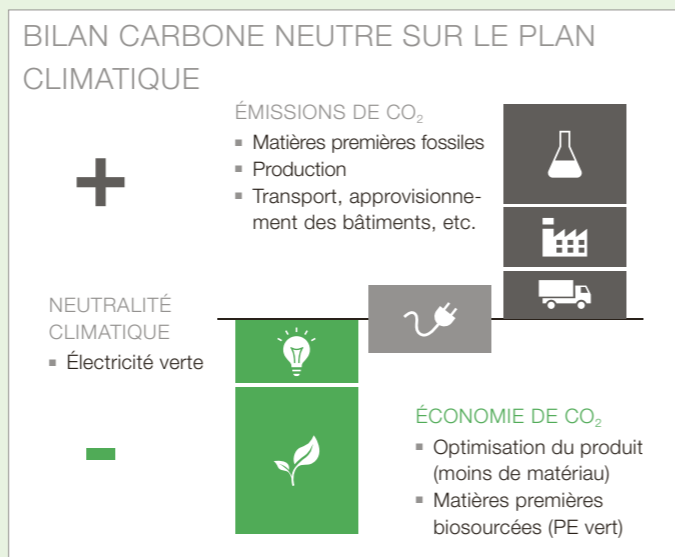 BILAN CARBONE NEUTRE SUR LE PLAN
CLIMATIQUE
ÉMISSIONS DE CO₂
▪ Matières premières fossiles
▪ Production
▪ Transport, approvisionne-
ment des bâtiments, etc.
+
NEUTRALITÉ
CLIMATIQUE
▪ Électricité verte
-
ÉCONOMIE DE CO₂
▪ Optimisation du produit
(moins de matériau)
▪ Matières premières
biosourcées (PE vert)